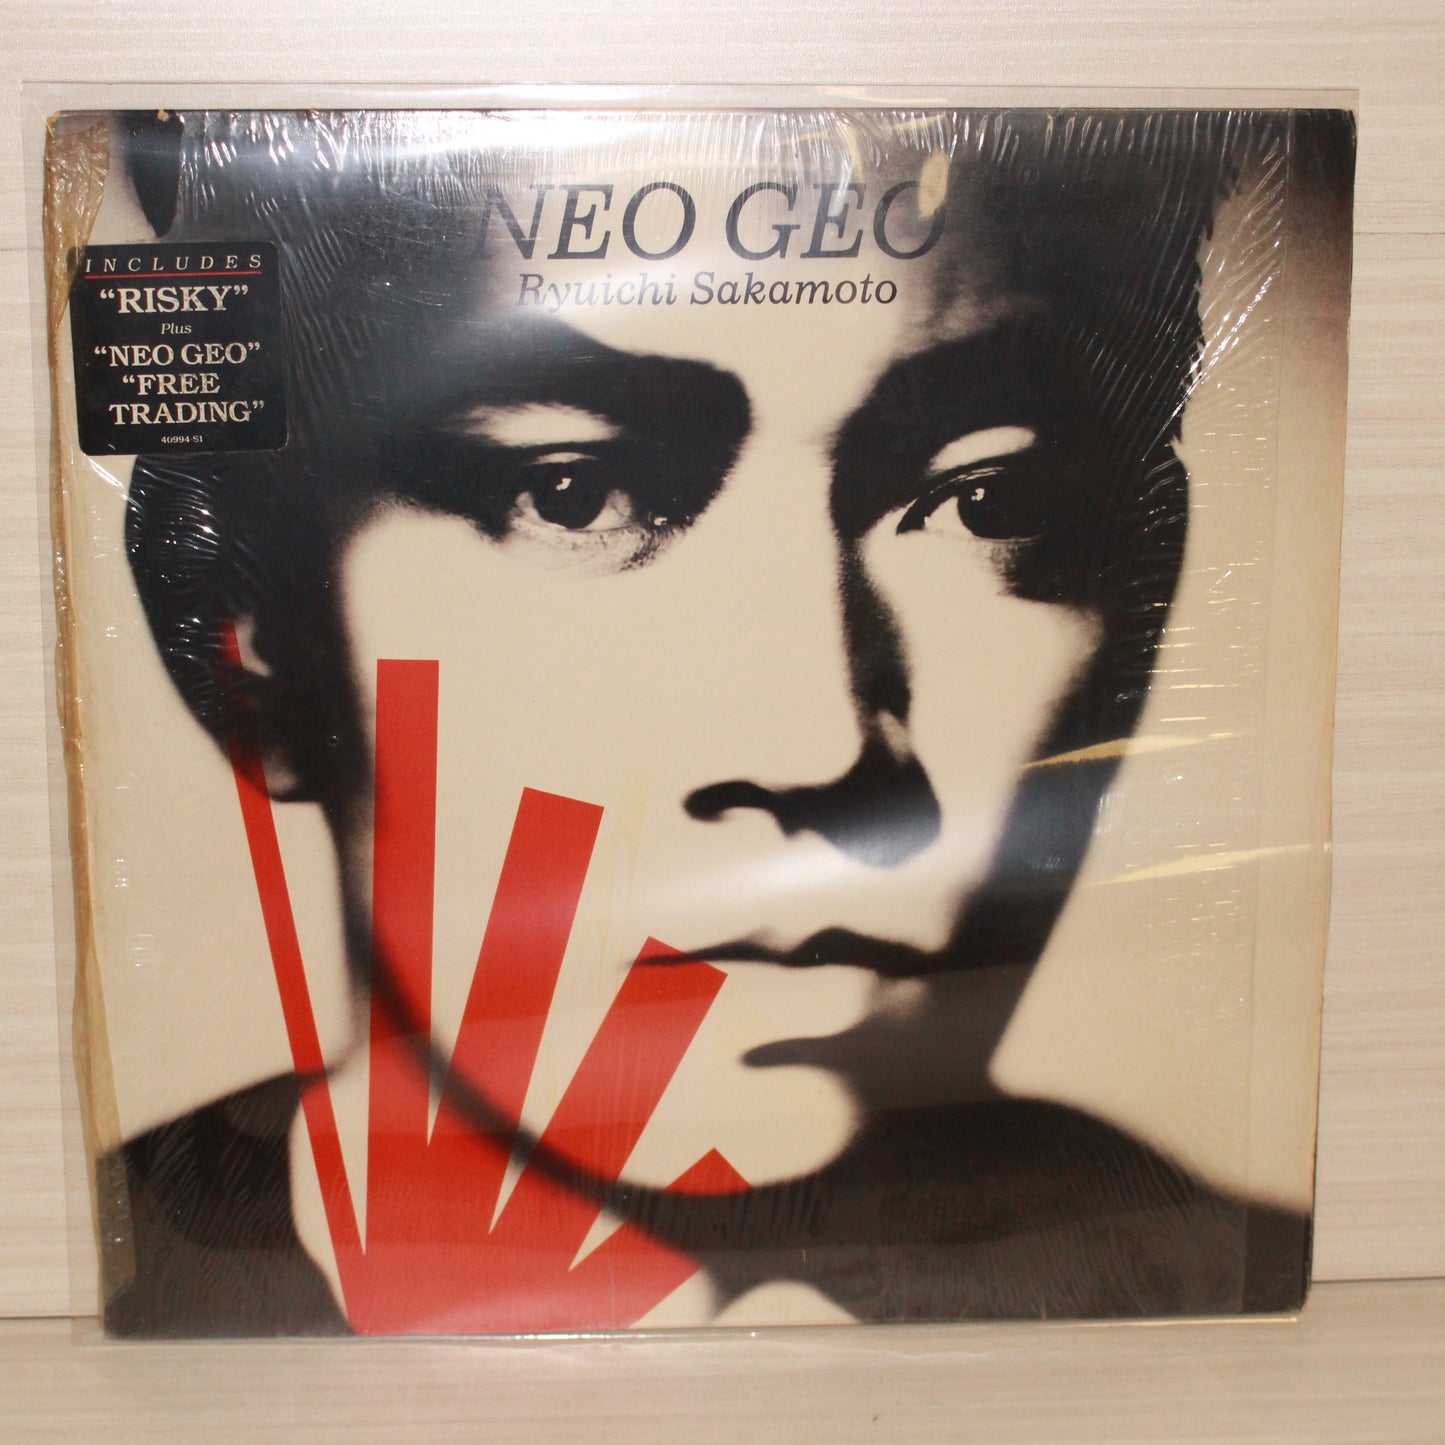 NEO GEO
Ryuichi Sakamoto
INCLUDES
“RISKY”
Plus
“NEO GEO”
“FREE
TRADING”
40994-S1